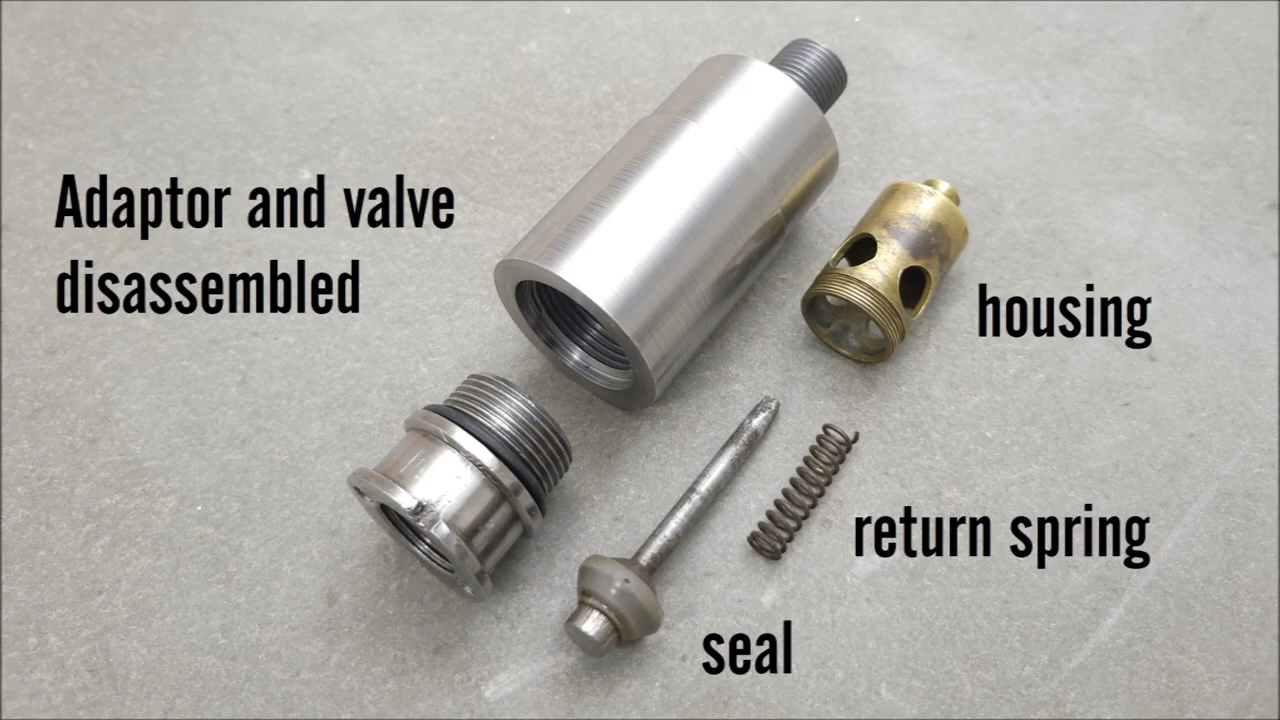 Adaptor and valve
disassembled
housing
return spring
seal